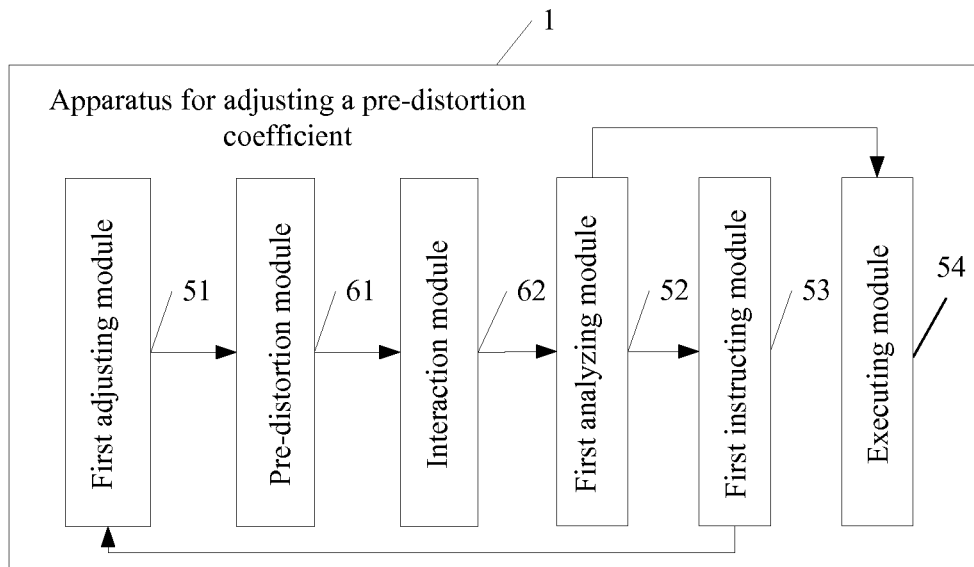 1
Apparatus for adjusting a pre-distortion
coefficient
First adjusting module
51
Pre-distortion module
61
Interaction module
62
First analyzing module
52
First instructing module
53
Executing module
54